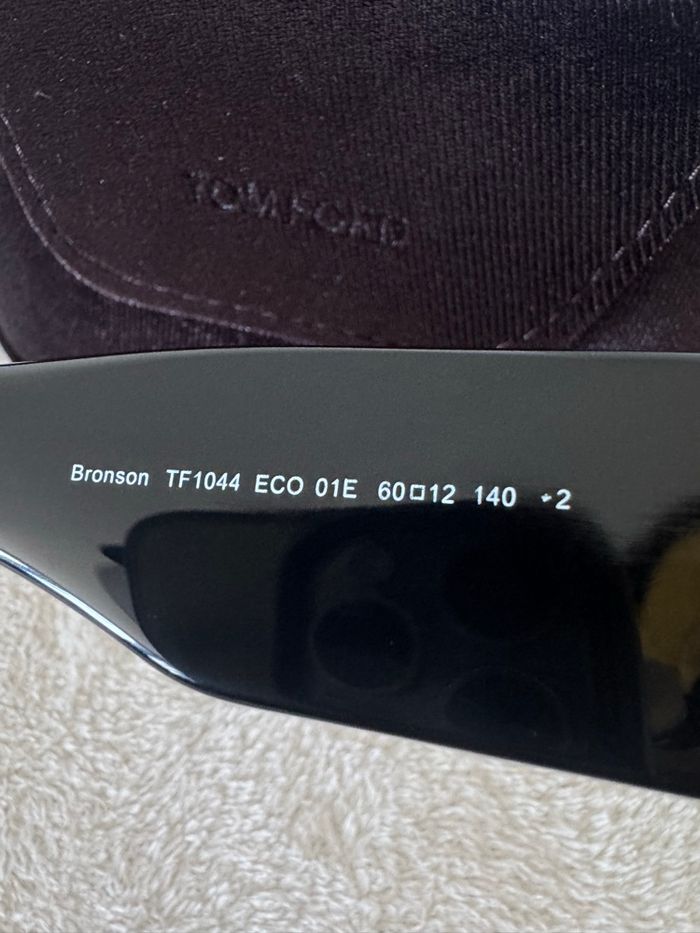 TOM FORD
Bronson TF1044 ECO 01E 60□12 140 *2